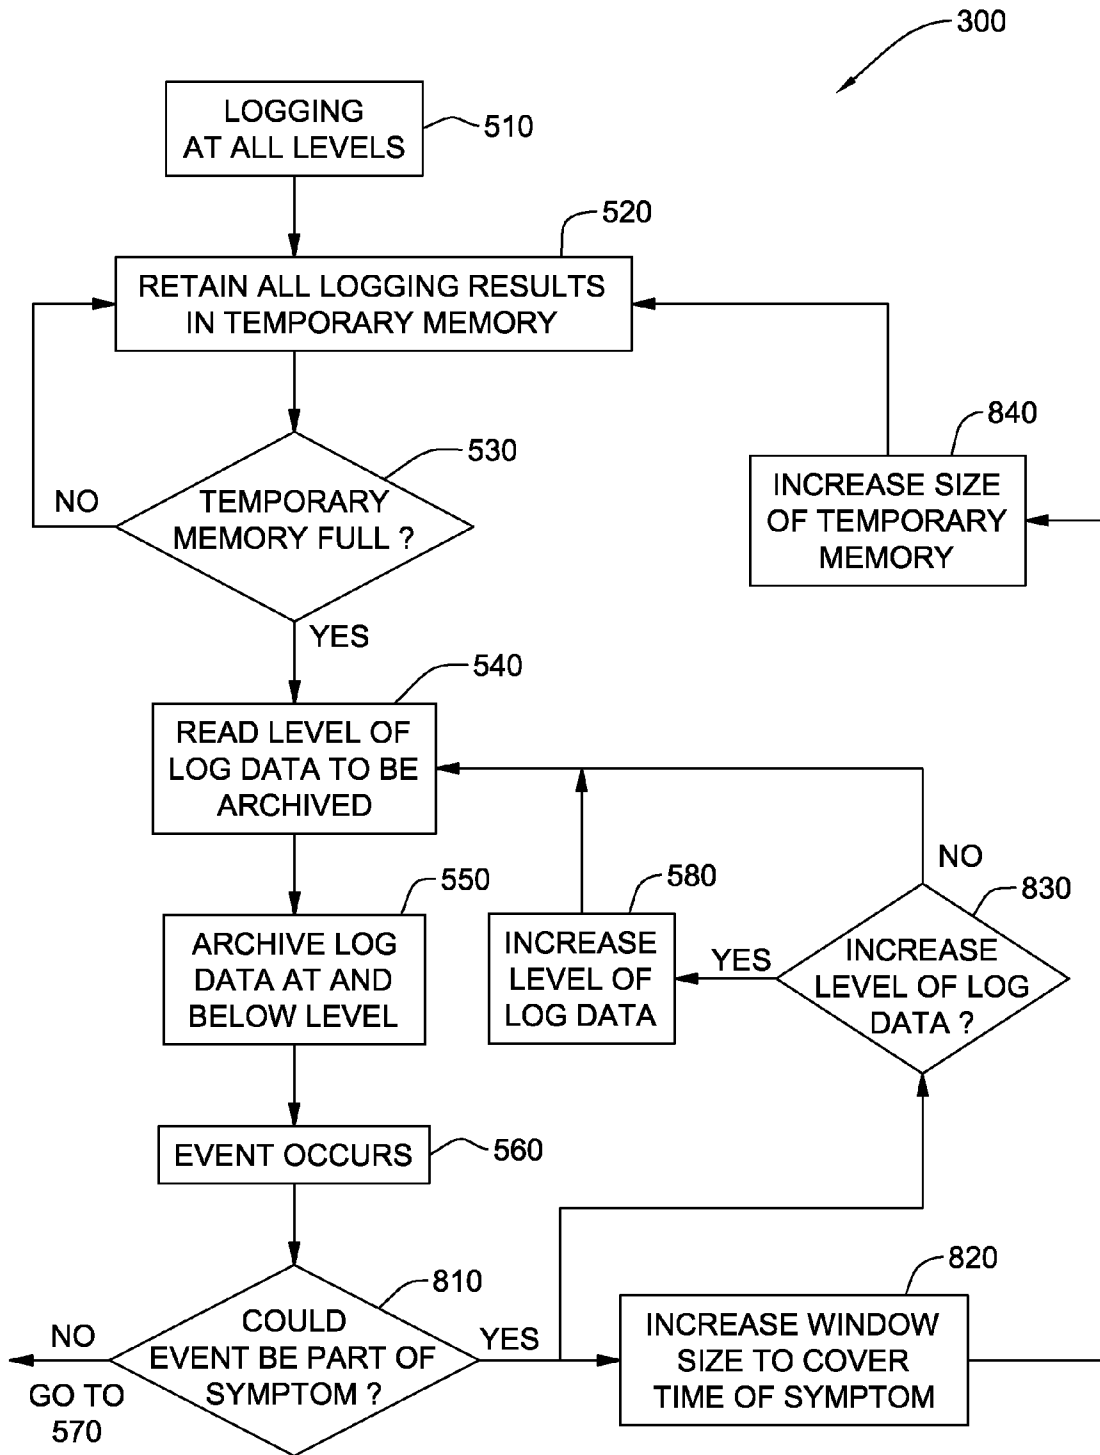 300
LOGGING
AT ALL LEVELS
510
520
RETAIN ALL LOGGING RESULTS
IN TEMPORARY MEMORY
530
TEMPORARY
MEMORY FULL ?
NO
YES
840
INCREASE SIZE
OF TEMPORARY
MEMORY
540
READ LEVEL OF
LOG DATA TO BE
ARCHIVED
550
ARCHIVE LOG
DATA AT AND
BELOW LEVEL
580
INCREASE
LEVEL OF
LOG DATA
YES
NO
830
INCREASE
LEVEL OF LOG
DATA ?
EVENT OCCURS
560
810
COULD
EVENT BE PART OF
SYMPTOM ?
NO
GO TO
570
YES
820
INCREASE WINDOW
SIZE TO COVER
TIME OF SYMPTOM